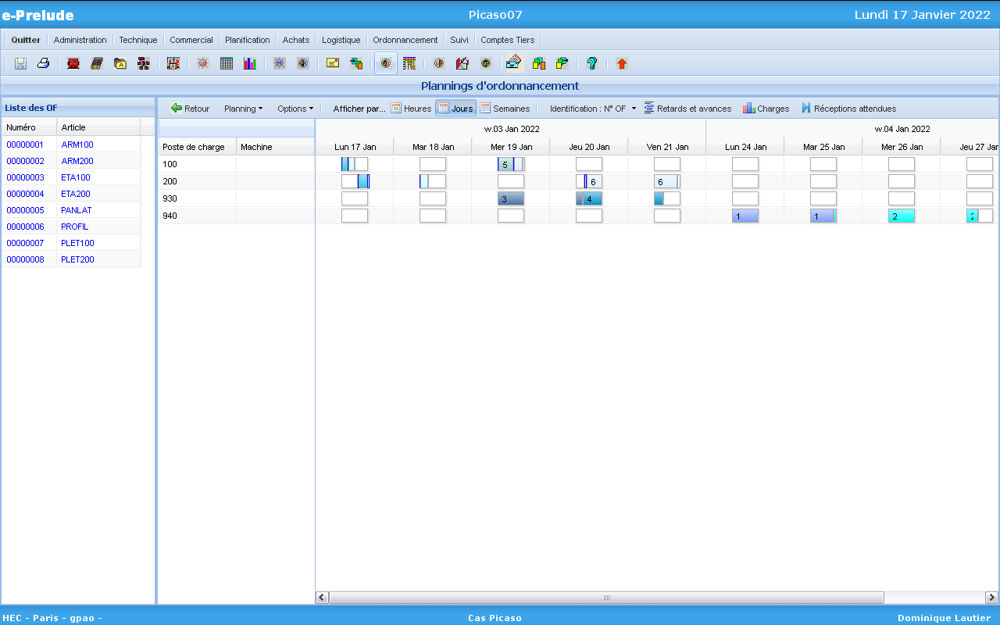 e-Prelude Picaso07 Lundi 17 Janvier 2022
Quitter Administration Technique Commercial Planification Achats Logistique Ordonnancement Suivi Comptes Tiers
Plannings d'ordonnancement
Liste des OF
Retour Planning Options Afficher par... Heures Jours Semaines Identification : N° OF Retards et avances Charges Réceptions attendues
Numéro Article
00000001 ARM100
00000002 ARM200
00000003 ETA100
00000004 ETA200
00000005 PANLAT
00000006 PROFIL
00000007 PLET100
00000008 PLET200
w.03 Jan 2022 w.04 Jan 2022
Poste de charge Machine Lun 17 Jan Mar 18 Jan Mer 19 Jan Jeu 20 Jan Ven 21 Jan Lun 24 Jan Mar 25 Jan Mer 26 Jan Jeu 27 Jan
100 5
200 6 6
930 3 4
940 1 1 2 2
HEC - Paris - gpao - Cas Picaso Dominique Lautier